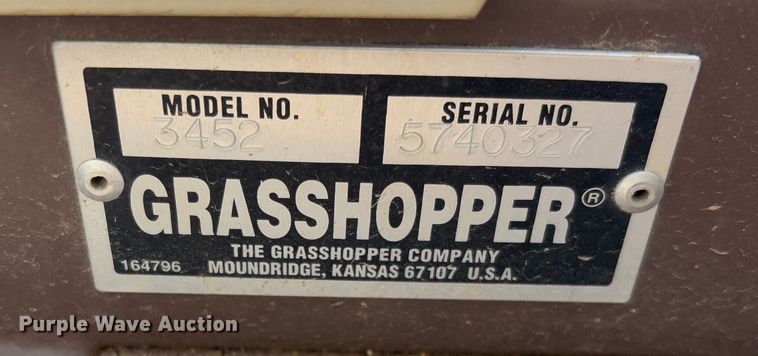 MODEL NO.
3452
SERIAL NO.
5740327
GRASSHOPPER®
THE GRASSHOPPER COMPANY
164796
MOUNDRIDGE, KANSAS 67107 U.S.A.
Purple Wave Auction